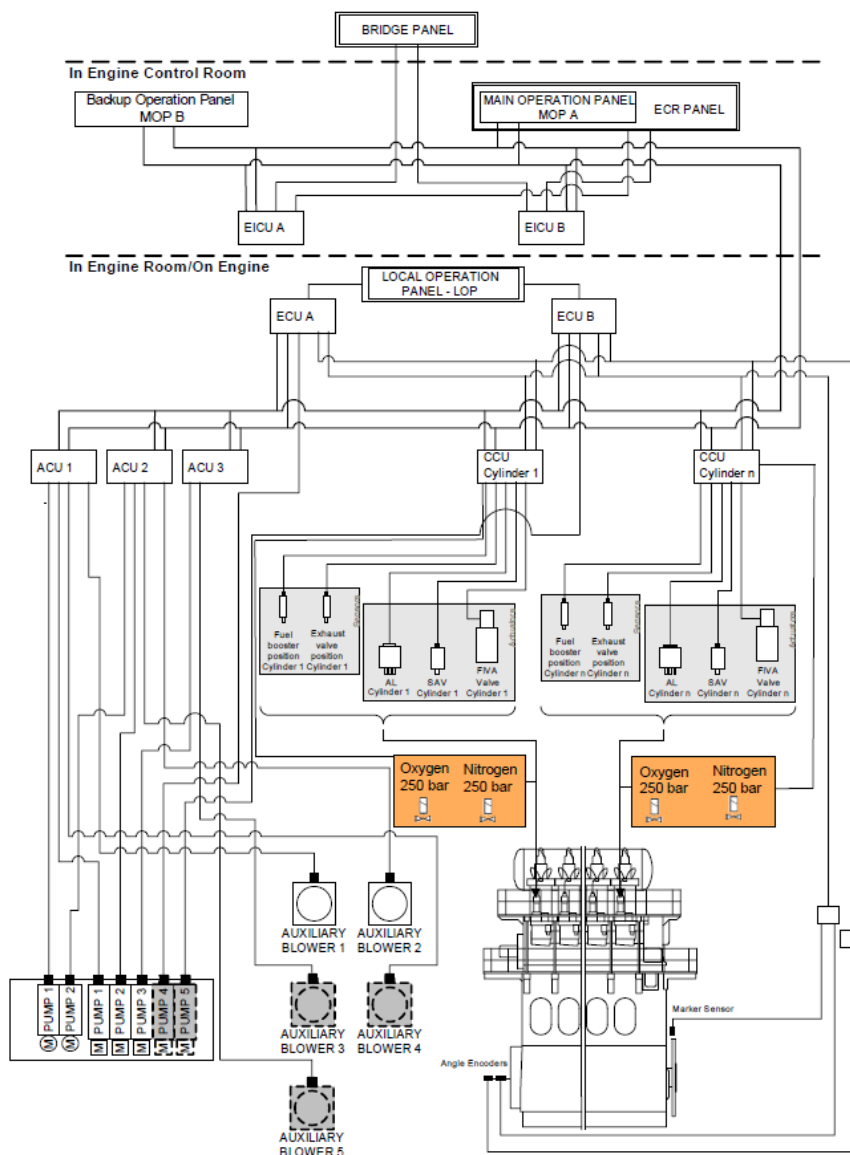 BRIDGE PANEL
In Engine Control Room
Backup Operation Panel
MOP B
MAIN OPERATION PANEL
MOP A
ECR PANEL
EICU A
EICU B
In Engine Room/On Engine
LOCAL OPERATION
PANEL - LOP
ECU A
ECU B
ACU 1
ACU 2
ACU 3
CCU
Cylinder 1
CCU
Cylinder n
Fuel
booster
position
Cylinder 1
Exhaust
valve
position
Cylinder 1
Sensors
AL
Cylinder 1
SAV
Cylinder 1
FIVA
Valve
Cylinder 1
Actuators
Fuel
booster
position
Cylinder n
Exhaust
valve
position
Cylinder n
Sensors
AL
Cylinder n
SAV
Cylinder n
FIVA
Valve
Cylinder n
Actuators
Oxygen
250 bar
Nitrogen
250 bar
Oxygen
250 bar
Nitrogen
250 bar
AUXILIARY
BLOWER 1
AUXILIARY
BLOWER 2
M PUMP 1
M PUMP 2
M PUMP 1
M PUMP 2
M PUMP 3
M PUMP 4
M PUMP 5
AUXILIARY
BLOWER 3
AUXILIARY
BLOWER 4
Marker Sensor
Angle Encoders
AUXILIARY
BLOWER 5